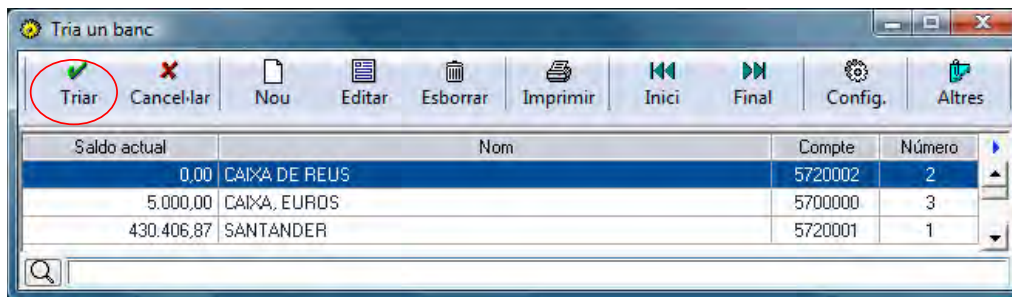 Tria un banc
Triar Cancel·lar Nou Editar Esborrar Imprimir Inici Final Config. Altres
Saldo actual Nom Compte Número
0,00 CAIXA DE REUS 5720002 2
5.000,00 CAIXA, EUROS 5700000 3
430.406,87 SANTANDER 5720001 1